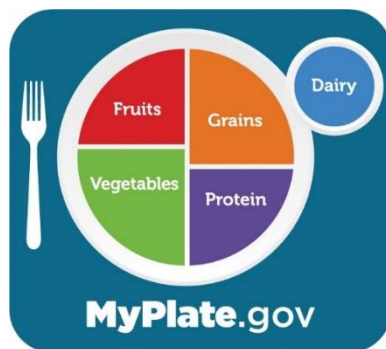 Dairy
Fruits
Grains
Vegetables
Protein
MyPlate.gov